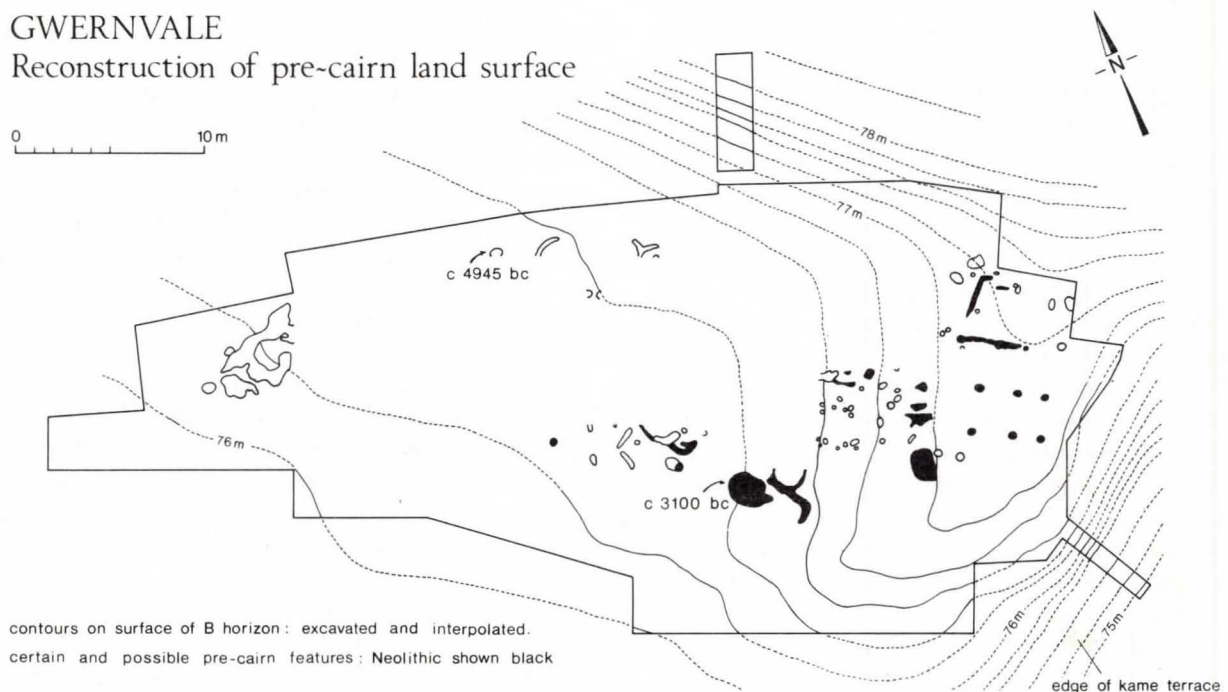 GWERNVALE
Reconstruction of pre-cairn land surface
0 10m
N
78m
77m
c 4945 bc
76m
c 3100 bc
76m
75m
contours on surface of B horizon: excavated and interpolated.
certain and possible pre-cairn features: Neolithic shown black
edge of kame terrace